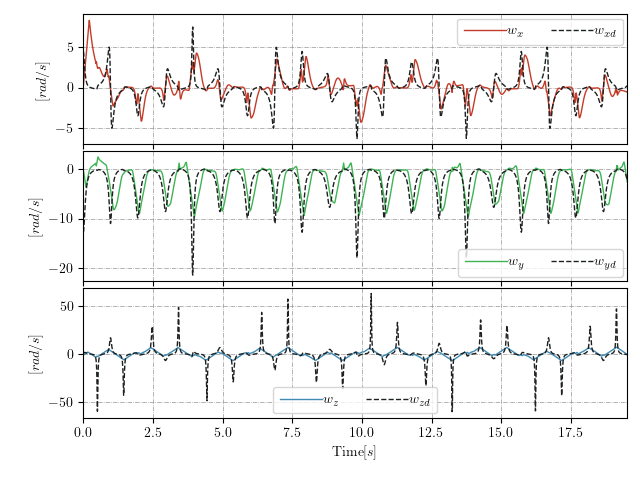 w_x w_xd
[rad/s]
5
0
−5
[rad/s]
0
−10
−20
w_y w_yd
[rad/s]
50
0
−50
w_z w_zd
0.0 2.5 5.0 7.5 10.0 12.5 15.0 17.5
Time[s]